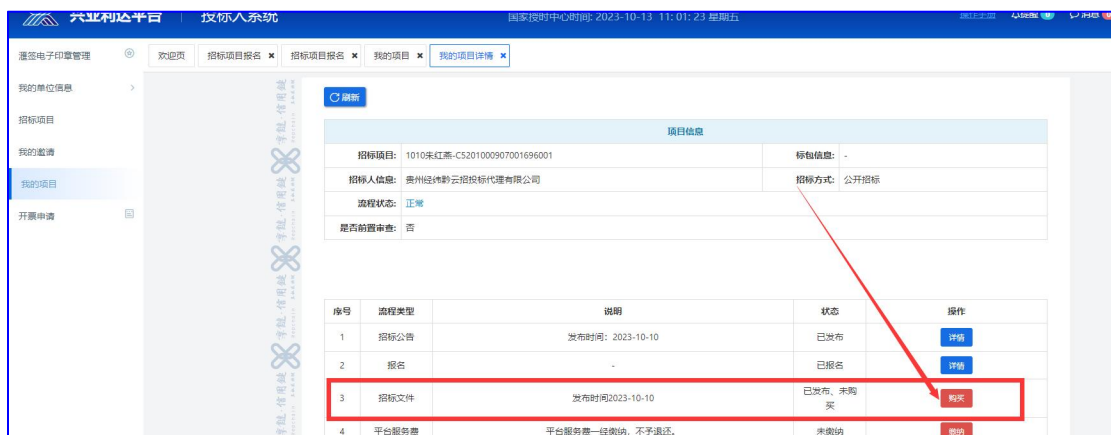 兴业利达平台 投标人系统 国家授时中心时间: 2023-10-13 11:01:23 星期五 操作手册 消息
欢迎页 招标项目报名 × 招标项目报名 × 我的项目 × 我的项目详情 ×
电子印章管理
我的单位信息
招标项目
我的邀请
我的项目
开票申请
刷新
项目信息
招标项目: 1010朱红燕-C5201000907001696001 标包信息: -
招标人信息: 贵州经纬黔云招投标代理有限公司 招标方式: 公开招标
流程状态: 正常
是否前置审查: 否
序号 流程类型 说明 状态 操作
1 招标公告 发布时间: 2023-10-10 已发布 详情
2 报名 - 已报名 详情
3 招标文件 发布时间2023-10-10 已发布、未购
买 购买
4 平台服务费 平台服务费一经缴纳，不予退还。 未缴纳 缴纳